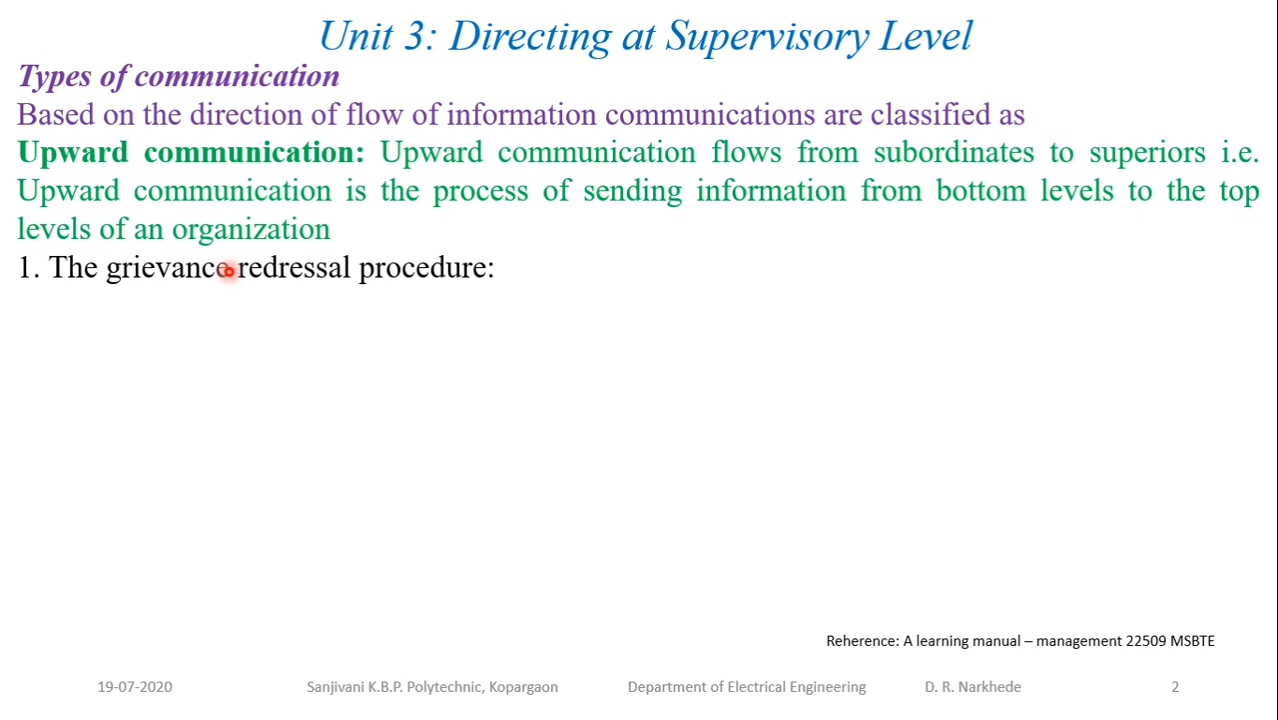 Unit 3: Directing at Supervisory Level
Types of communication
Based on the direction of flow of information communications are classified as
Upward communication: Upward communication flows from subordinates to superiors i.e.
Upward communication is the process of sending information from bottom levels to the top
levels of an organization
1. The grievance redressal procedure:
Reherence: A learning manual – management 22509 MSBTE
19-07-2020 Sanjivani K.B.P. Polytechnic, Kopargaon Department of Electrical Engineering D. R. Narkhede 2